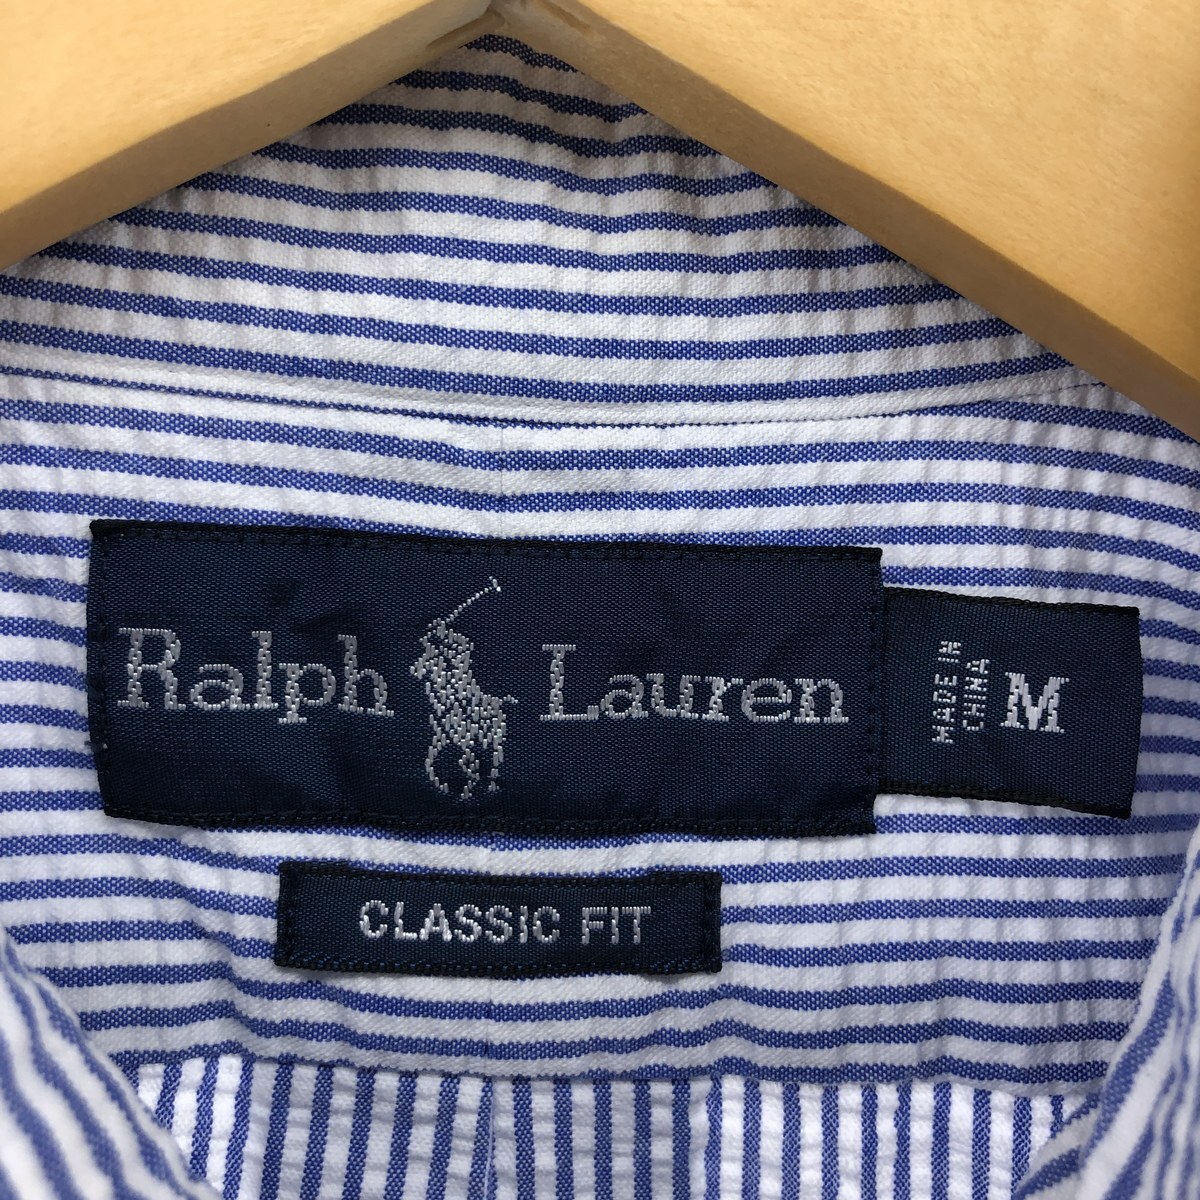 Ralph Lauren
MADE IN
CHINA
M
CLASSIC FIT